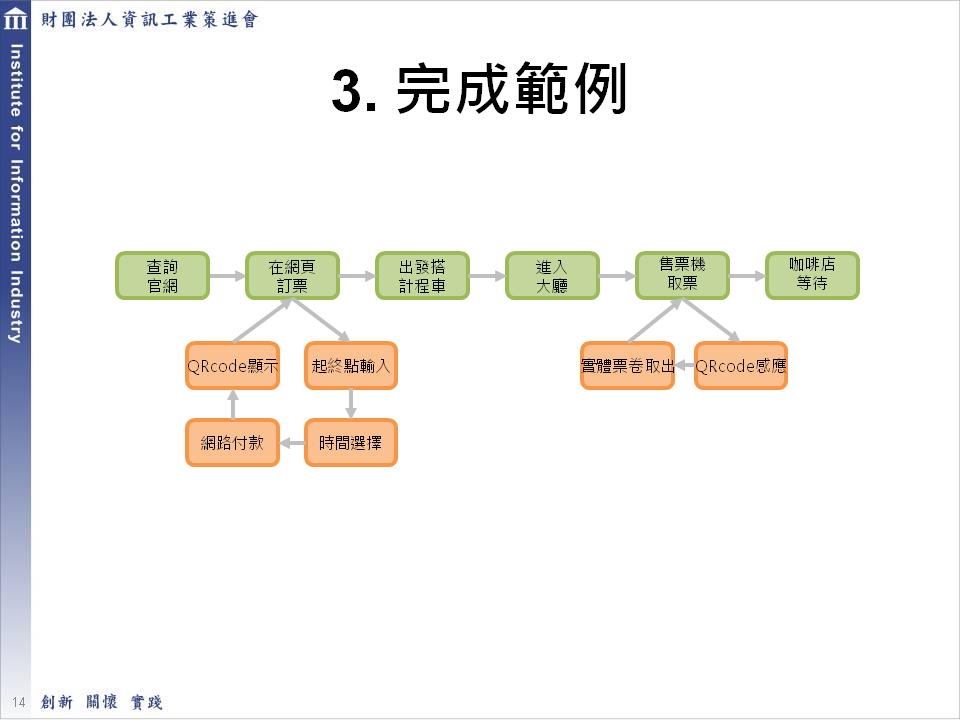 財團法人資訊工業策進會
Institute for Information Industry
3. 完成範例
查詢
官網
在網頁
訂票
出發搭
計程車
進入
大廳
售票機
取票
咖啡店
等待
QRcode顯示
起終點輸入
實體票卷取出
QRcode感應
網路付款
時間選擇
14
創新 關懷 實踐